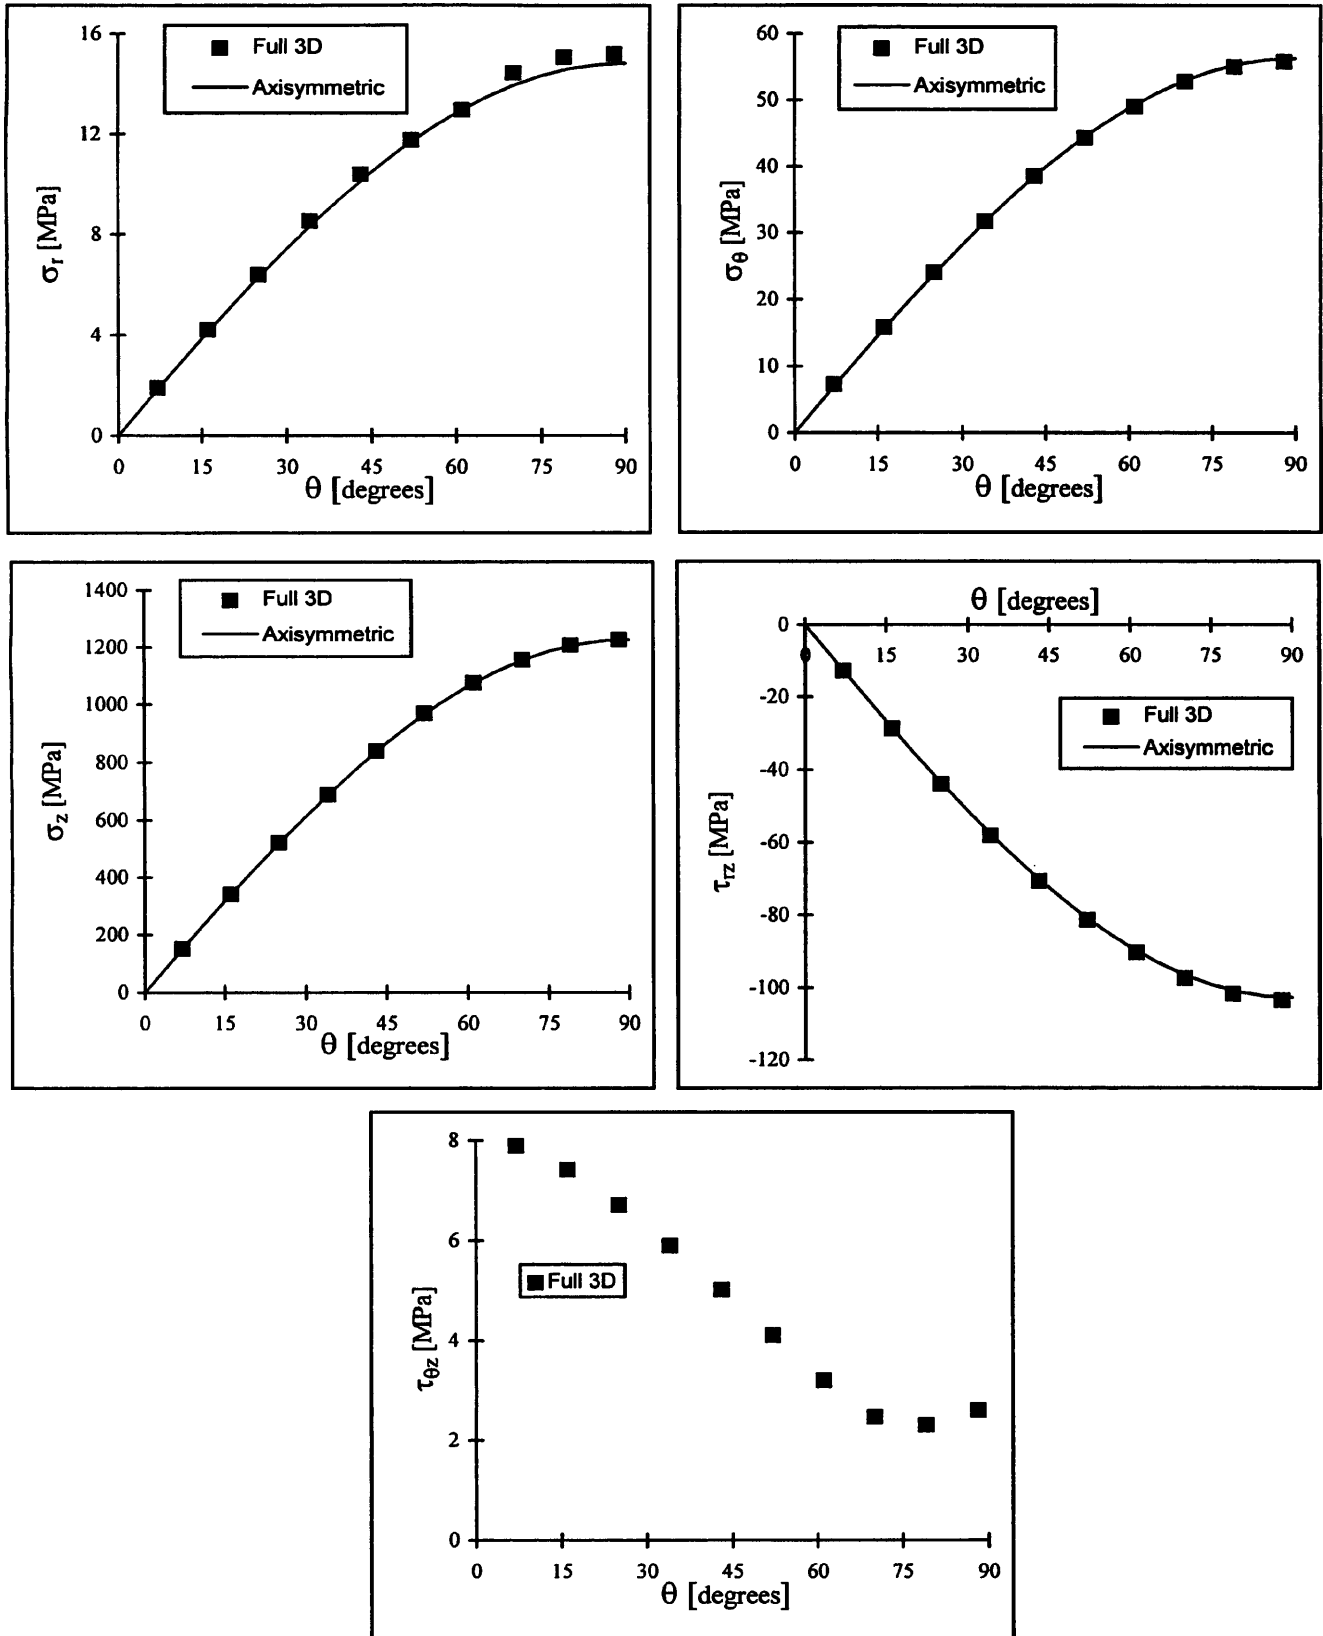 16
12
8
4
0
σr [MPa]
Full 3D
Axisymmetric
0 15 30 45 60 75 90
θ [degrees]
60
50
40
30
20
10
0
σθ [MPa]
Full 3D
Axisymmetric
0 15 30 45 60 75 90
θ [degrees]
1400
1200
1000
800
600
400
200
0
σz [MPa]
Full 3D
Axisymmetric
0 15 30 45 60 75 90
θ [degrees]
θ [degrees]
0 15 30 45 60 75 90
0
-20
-40
-60
-80
-100
-120
τrz [MPa]
Full 3D
Axisymmetric
8
6
4
2
0
τθz [MPa]
Full 3D
0 15 30 45 60 75 90
θ [degrees]